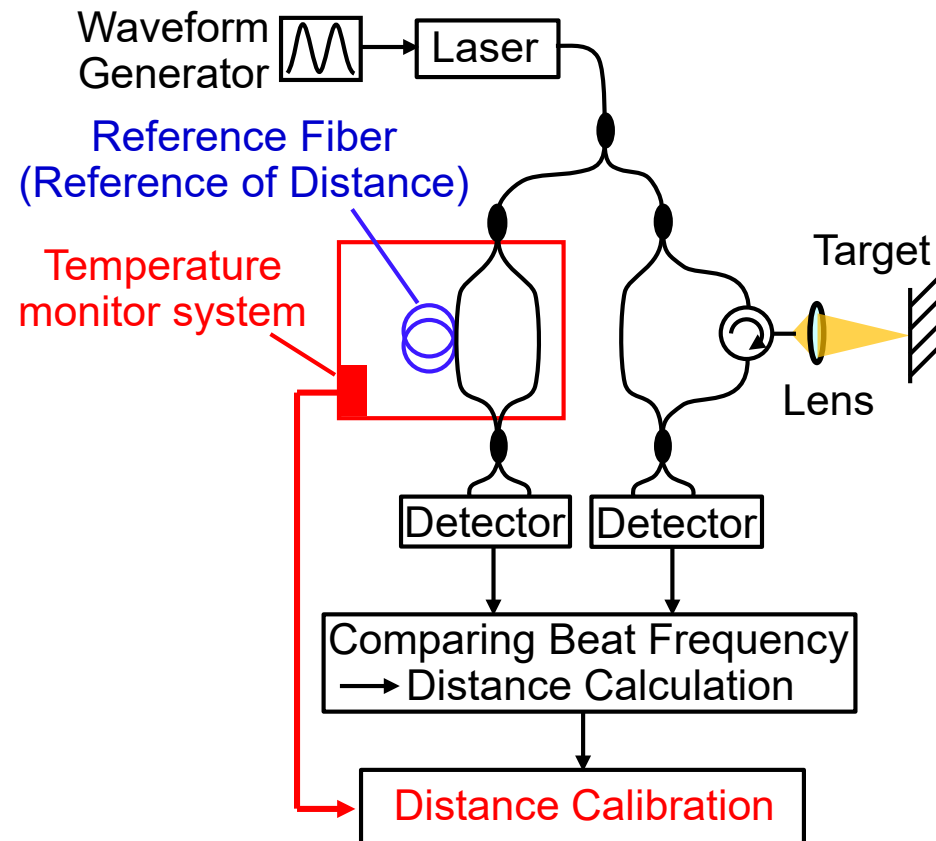 Waveform
Generator
Laser
Reference Fiber
(Reference of Distance)
Temperature
monitor system
Target
Lens
Detector
Detector
Comparing Beat Frequency
Distance Calculation
Distance Calibration